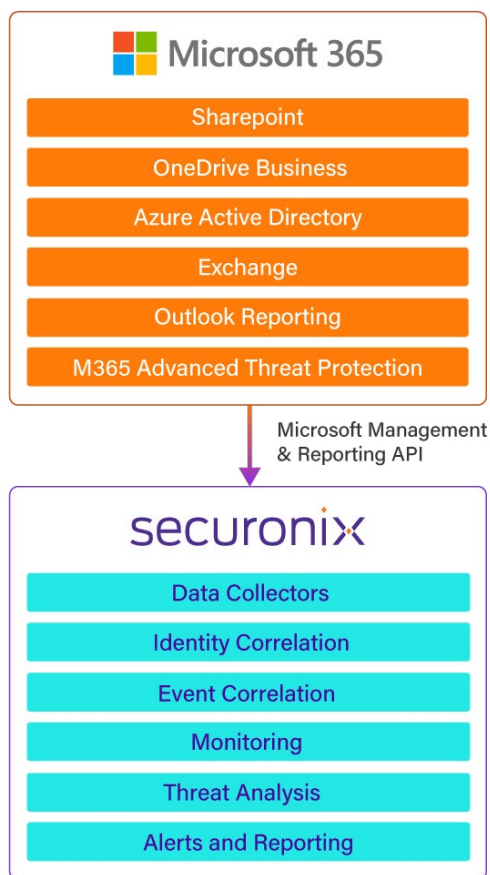 Microsoft 365
Sharepoint
OneDrive Business
Azure Active Directory
Exchange
Outlook Reporting
M365 Advanced Threat Protection
Microsoft Management
& Reporting API
securonix
Data Collectors
Identity Correlation
Event Correlation
Monitoring
Threat Analysis
Alerts and Reporting